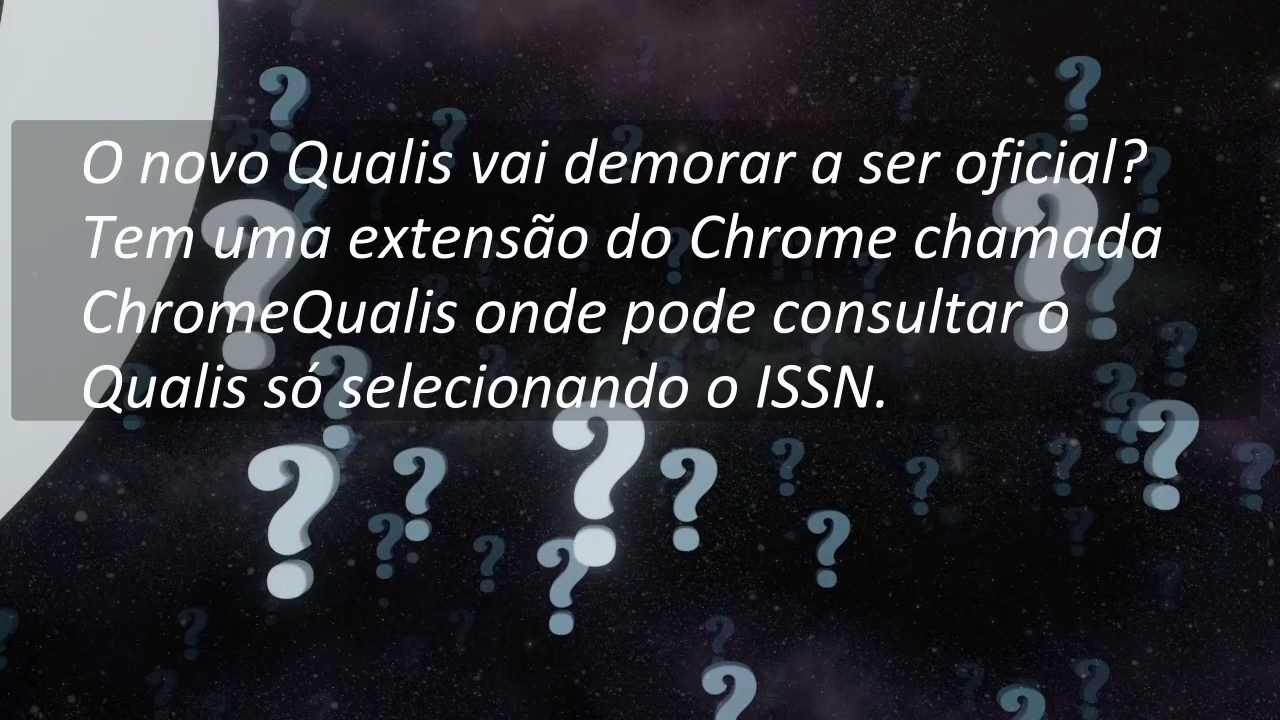 O novo Qualis vai demorar a ser oficial?
Tem uma extensão do Chrome chamada
ChromeQualis onde pode consultar o
Qualis só selecionando o ISSN.